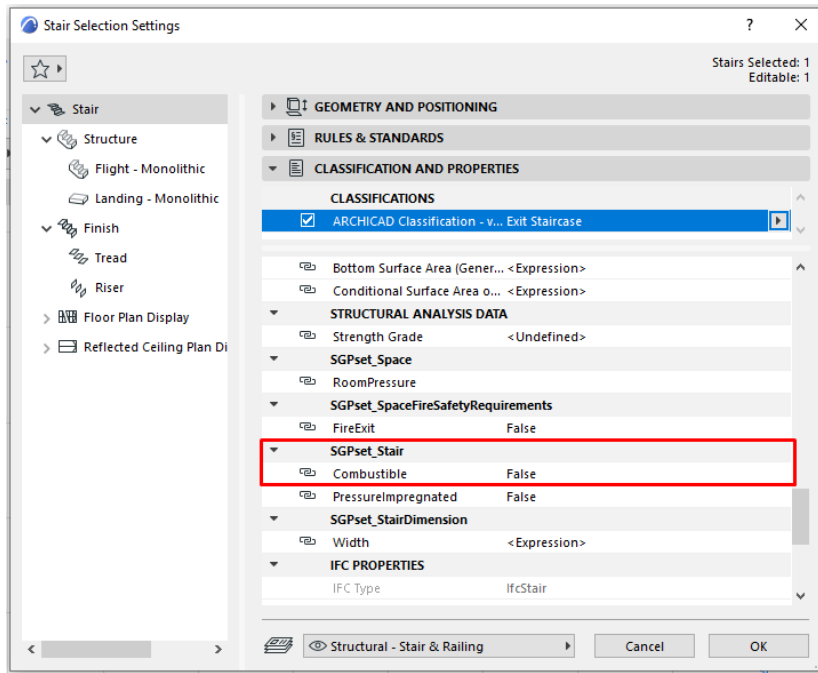 Stair Selection Settings
?
Stairs Selected: 1
Editable: 1
Stair
Structure
Flight - Monolithic
Landing - Monolithic
Finish
Tread
Riser
Floor Plan Display
Reflected Ceiling Plan Di
GEOMETRY AND POSITIONING
RULES & STANDARDS
CLASSIFICATION AND PROPERTIES
CLASSIFICATIONS
ARCHICAD Classification - v... Exit Staircase
Bottom Surface Area (Gener... <Expression>
Conditional Surface Area o... <Expression>
STRUCTURAL ANALYSIS DATA
Strength Grade <Undefined>
SGPset_Space
RoomPressure
SGPset_SpaceFireSafetyRequirements
FireExit False
SGPset_Stair
Combustible False
PressureImpregnated False
SGPset_StairDimension
Width <Expression>
IFC PROPERTIES
IFC Type IfcStair
Structural - Stair & Railing
Cancel
OK